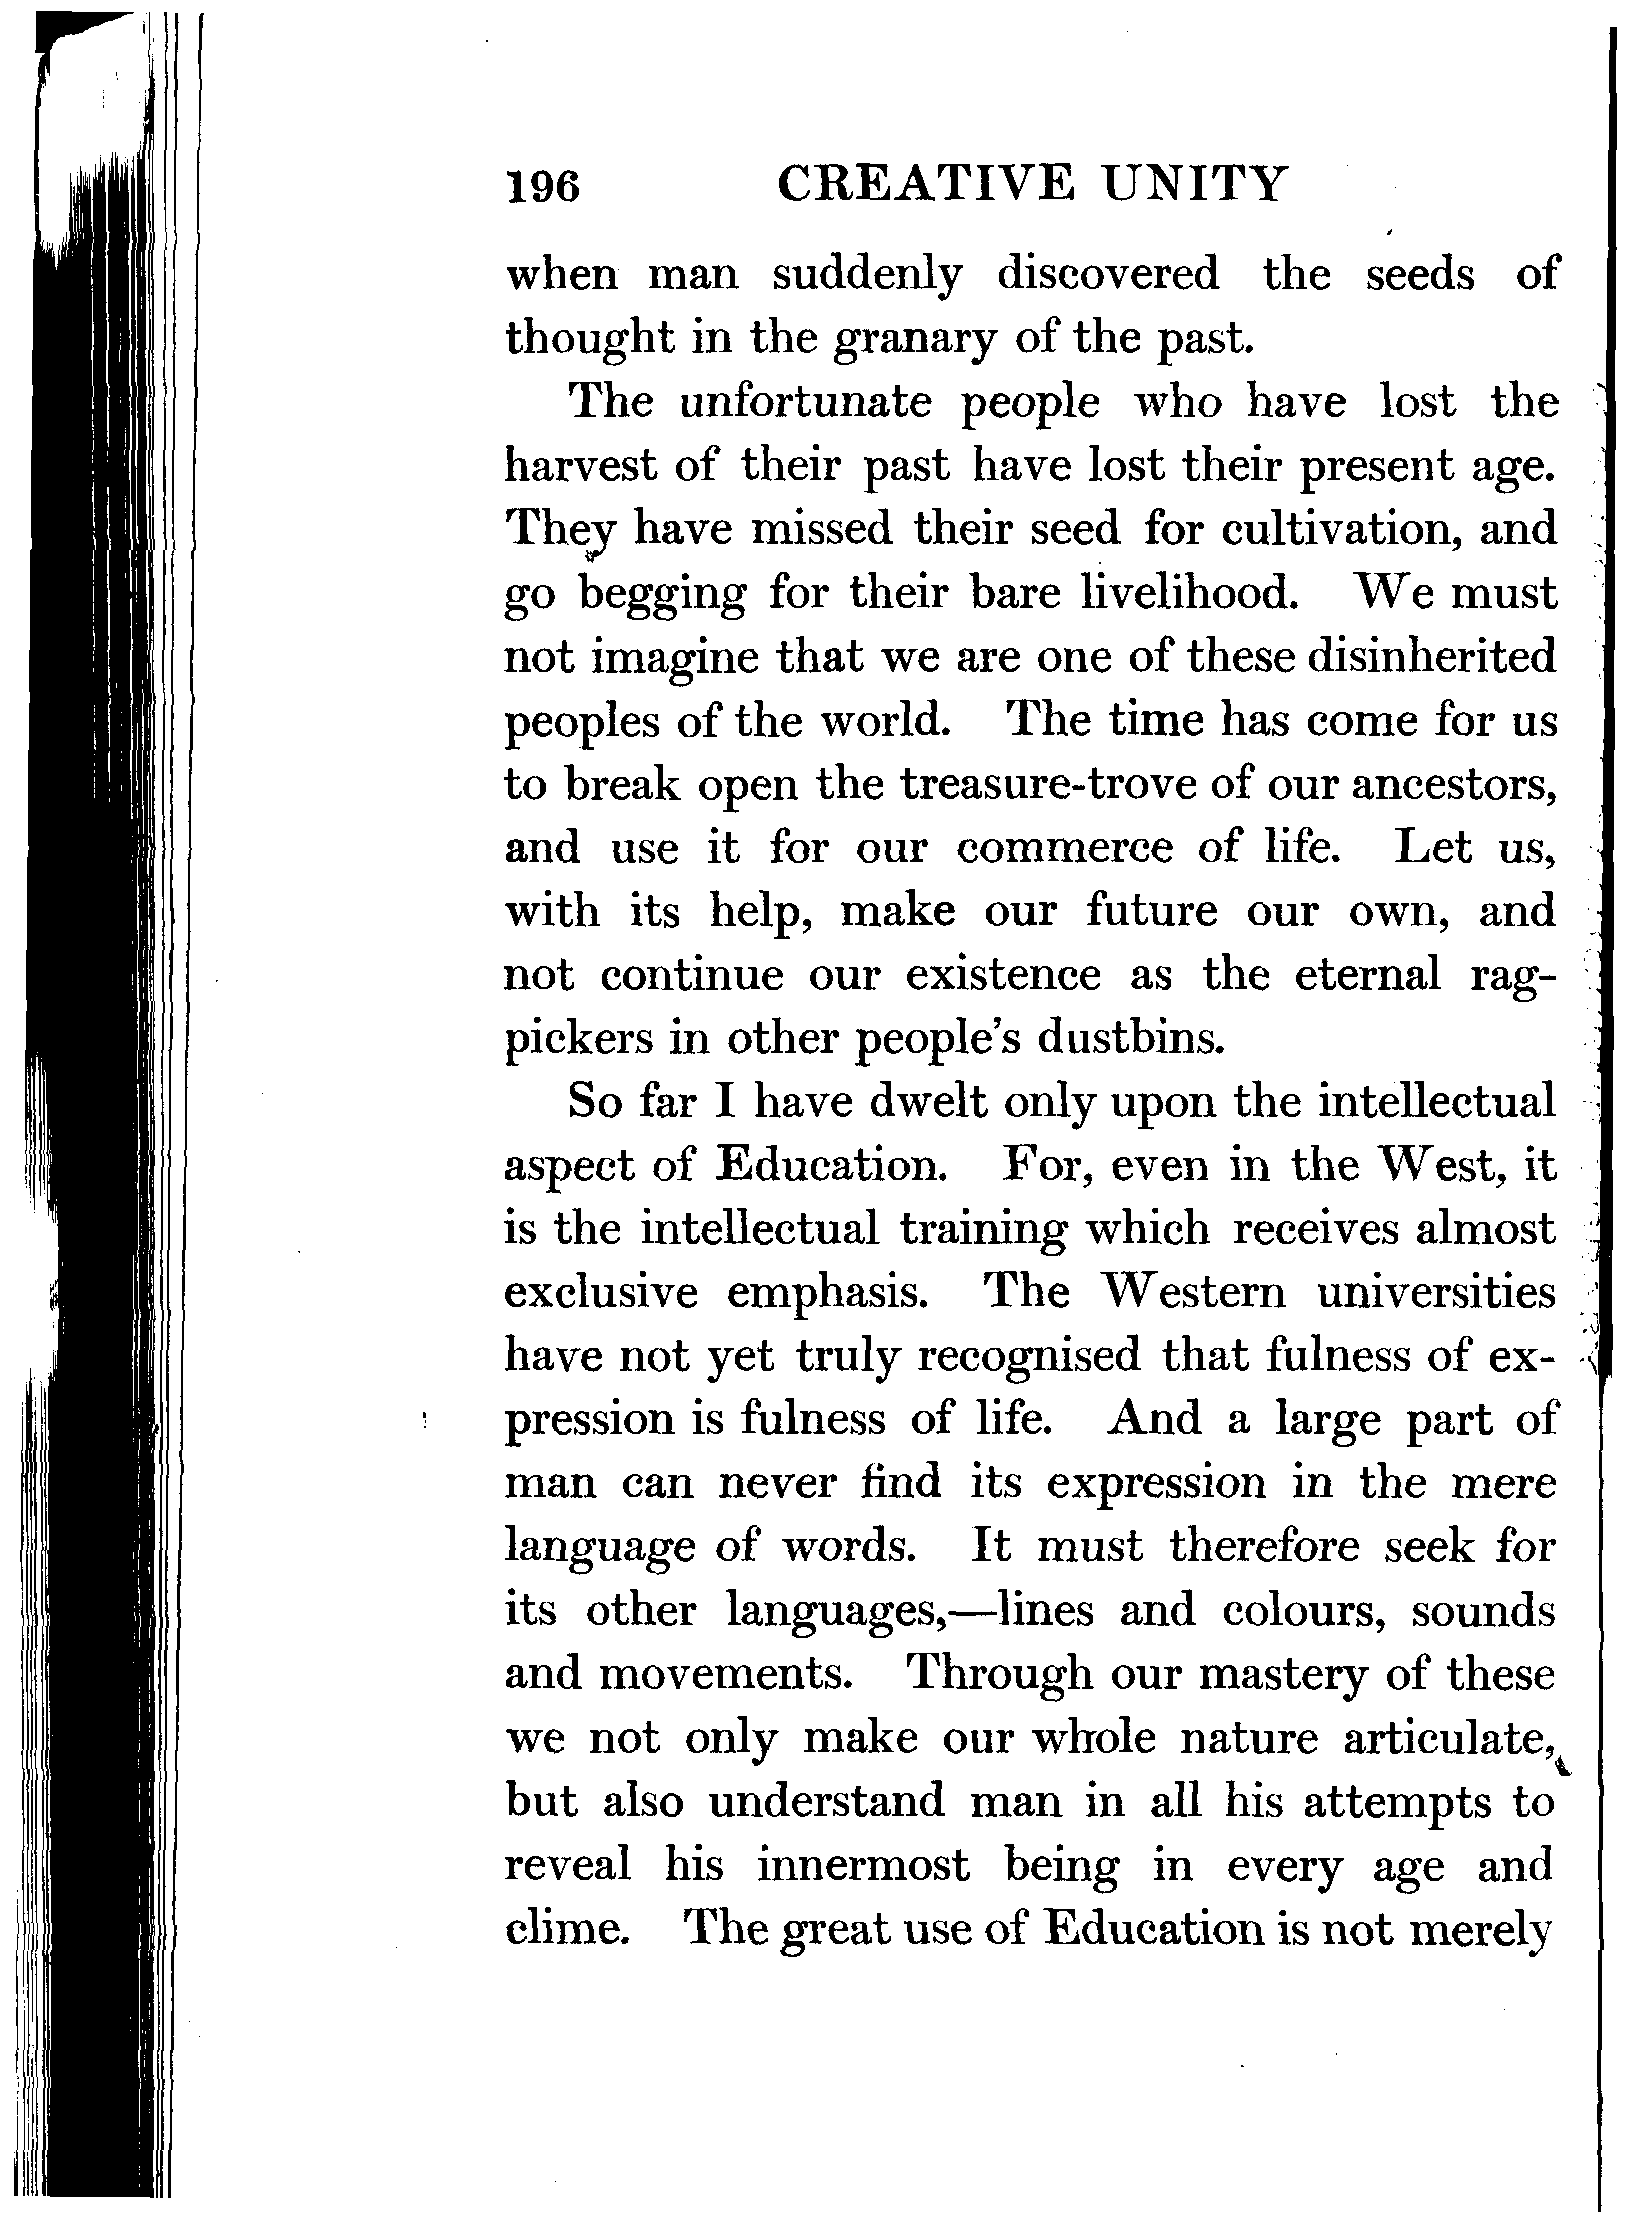 196 CREATIVE UNITY
when man suddenly discovered the seeds of
thought in the granary of the past.
The unfortunate people who have lost the
harvest of their past have lost their present age.
They have missed their seed for cultivation, and
go begging for their bare livelihood. We must
not imagine that we are one of these disinherited
peoples of the world. The time has come for us
to break open the treasure-trove of our ancestors,
and use it for our commerce of life. Let us,
with its help, make our future our own, and
not continue our existence as the eternal rag-
pickers in other people's dustbins.
So far I have dwelt only upon the intellectual
aspect of Education. For, even in the West, it
is the intellectual training which receives almost
exclusive emphasis. The Western universities
have not yet truly recognised that fulness of ex-
pression is fulness of life. And a large part of
man can never find its expression in the mere
language of words. It must therefore seek for
its other languages,—lines and colours, sounds
and movements. Through our mastery of these
we not only make our whole nature articulate,
but also understand man in all his attempts to
reveal his innermost being in every age and
clime. The great use of Education is not merely